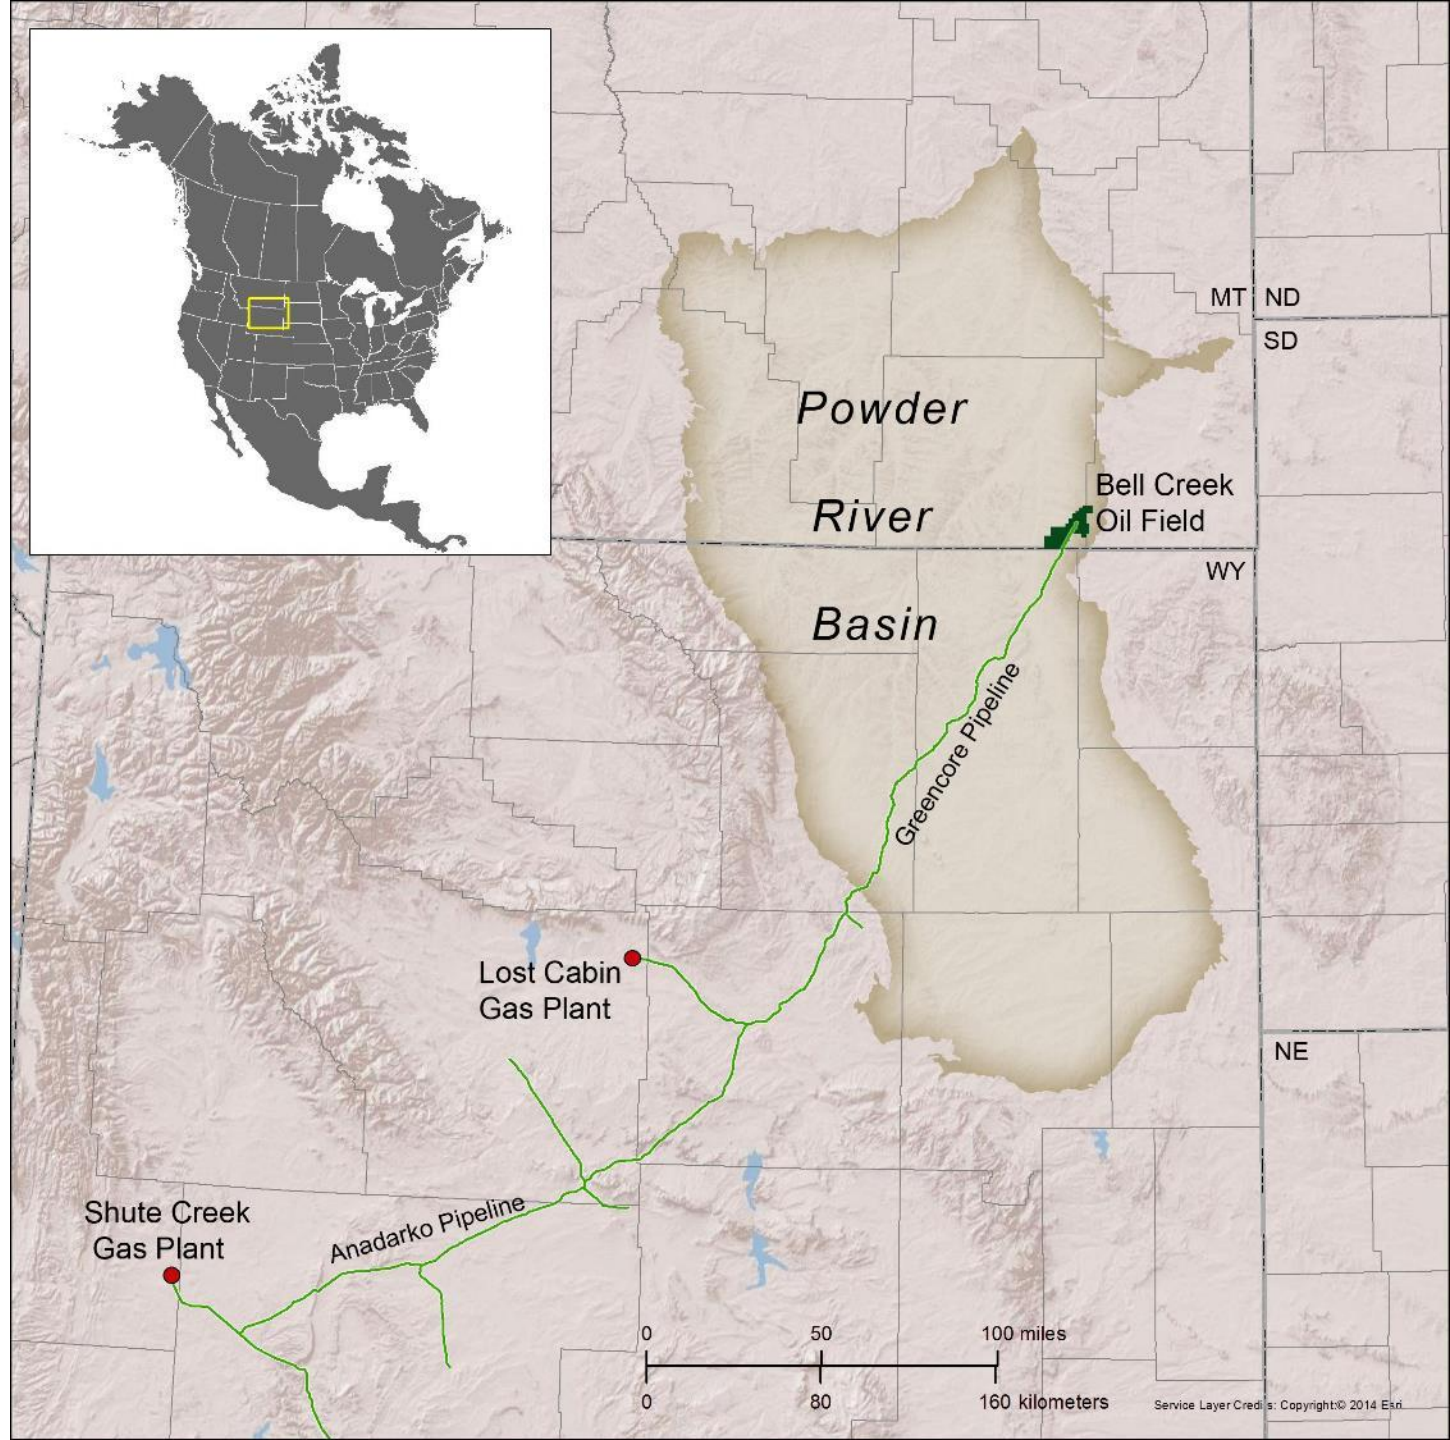 MT
ND
SD
Powder
River
Basin
Bell Creek
Oil Field
WY
Greencore Pipeline
Lost Cabin
Gas Plant
NE
Shute Creek
Gas Plant
Anadarko Pipeline
0 50 100 miles
0 80 160 kilometers
Service Layer Credits: Copyright:© 2014 Esri